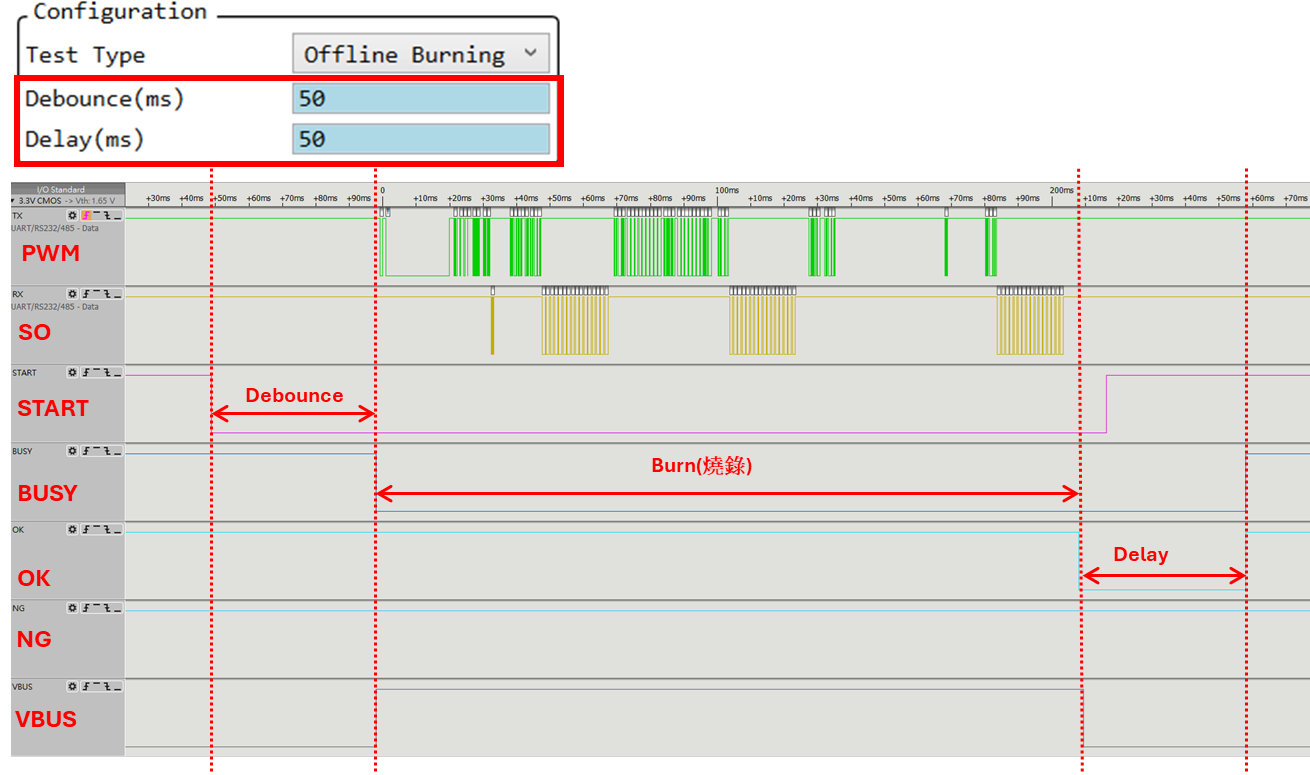 Configuration
Test Type Offline Burning
Debounce(ms) 50
Delay(ms) 50
I/O Standard
3.3V CMOS -> Vth: 1.65 V
0 100ms 200ms
+30ms +40ms +50ms +60ms +70ms +80ms +90ms +10ms +20ms +30ms +40ms +50ms +60ms +70ms +80ms +90ms +10ms +20ms +30ms +40ms +50ms +60ms +70ms +80ms +90ms +10ms +20ms +30ms +40ms +50ms +60ms +70ms
TX
UART/RS232/485 - Data
PWM
RX
UART/RS232/485 - Data
SO
START
START
Debounce
BUSY
BUSY
Burn(燒錄)
OK
OK
Delay
NG
NG
VBUS
VBUS